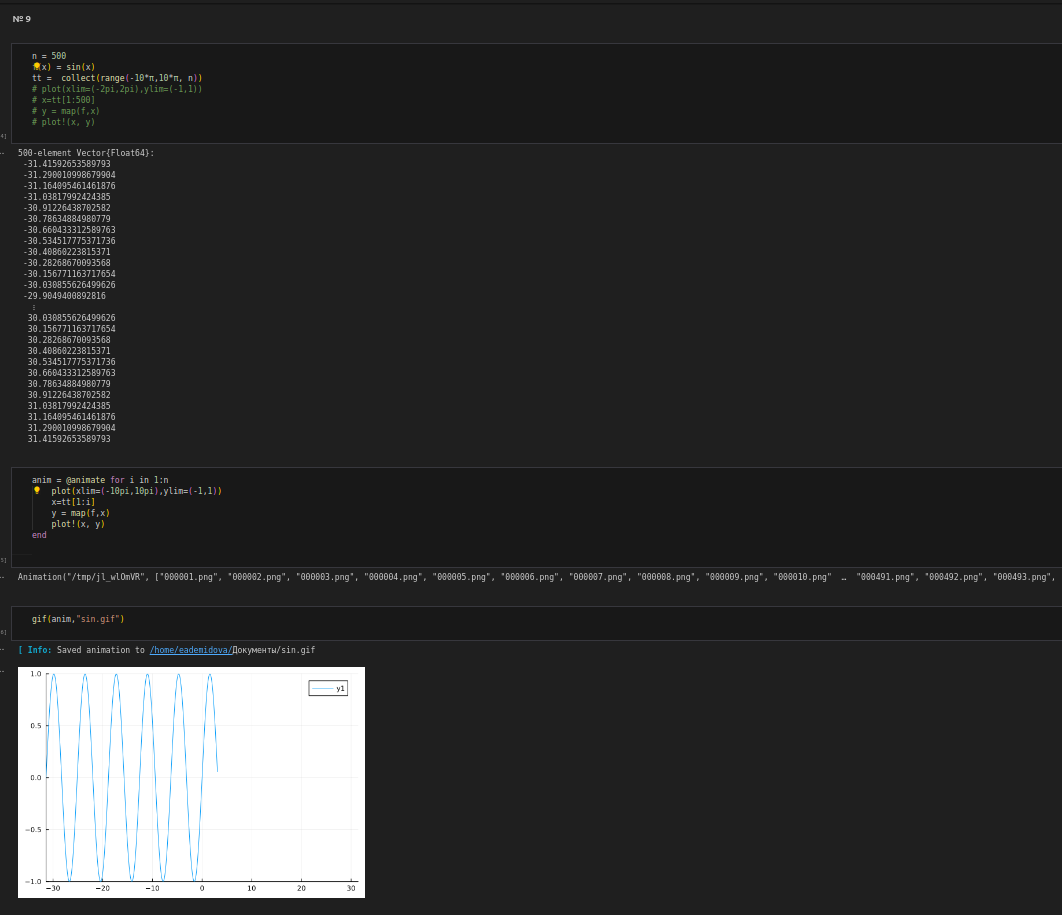 № 9
n = 500
(x) = sin(x)
tt =  collect(range(-10*π,10*π, n))
# plot(xlim=(-2pi,2pi),ylim=(-1,1))
# x=tt[1:500]
# y = map(f,x)
# plot!(x, y)
4]
500-element Vector{Float64}:
-31.41592653589793
-31.290010998679904
-31.164095461461876
-31.03817992424385
-30.91226438702582
-30.78634884980779
-30.660433312589763
-30.534517775371736
-30.40860223815371
-30.28268670093568
-30.156771163717654
-30.030855626499626
-29.9049400892816
⋮
30.030855626499626
30.156771163717654
30.28268670093568
30.40860223815371
30.534517775371736
30.660433312589763
30.78634884980779
30.91226438702582
31.03817992424385
31.164095461461876
31.290010998679904
31.41592653589793
anim = @animate for i in 1:n
plot(xlim=(-10pi,10pi),ylim=(-1,1))
x=tt[1:i]
y = map(f,x)
plot!(x, y)
end
5]
Animation("/tmp/jl_wlOmVR", ["000001.png", "000002.png", "000003.png", "000004.png", "000005.png", "000006.png", "000007.png", "000008.png", "000009.png", "000010.png"  …  "000491.png", "000492.png", "000493.png",
gif(anim,"sin.gif")
6]
[ Info: Saved animation to /home/eademidova/Документы/sin.gif
1.0
y1
0.5
0.0
−0.5
−1.0
−30 −20 −10 0 10 20 30